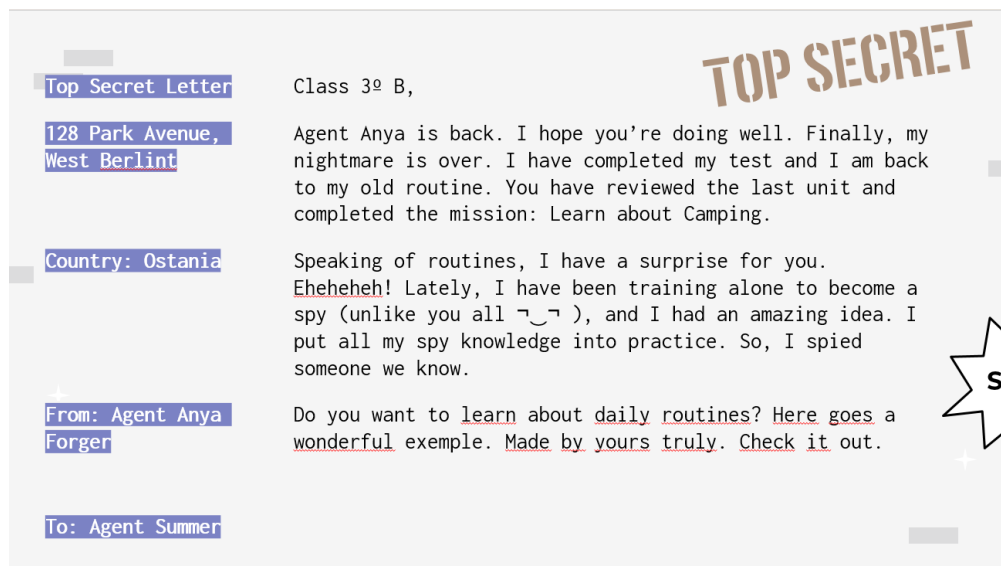 TOP SECRET
Top Secret Letter
128 Park Avenue,
West Berlint
Country: Ostania
From: Agent Anya
Forger
To: Agent Summer
Class 3º B,
Agent Anya is back. I hope you’re doing well. Finally, my
nightmare is over. I have completed my test and I am back
to my old routine. You have reviewed the last unit and
completed the mission: Learn about Camping.
Speaking of routines, I have a surprise for you.
Eheheheh! Lately, I have been training alone to become a
spy (unlike you all ¬‿¬ ), and I had an amazing idea. I
put all my spy knowledge into practice. So, I spied
someone we know.
Do you want to learn about daily routines? Here goes a
wonderful exemple. Made by yours truly. Check it out.